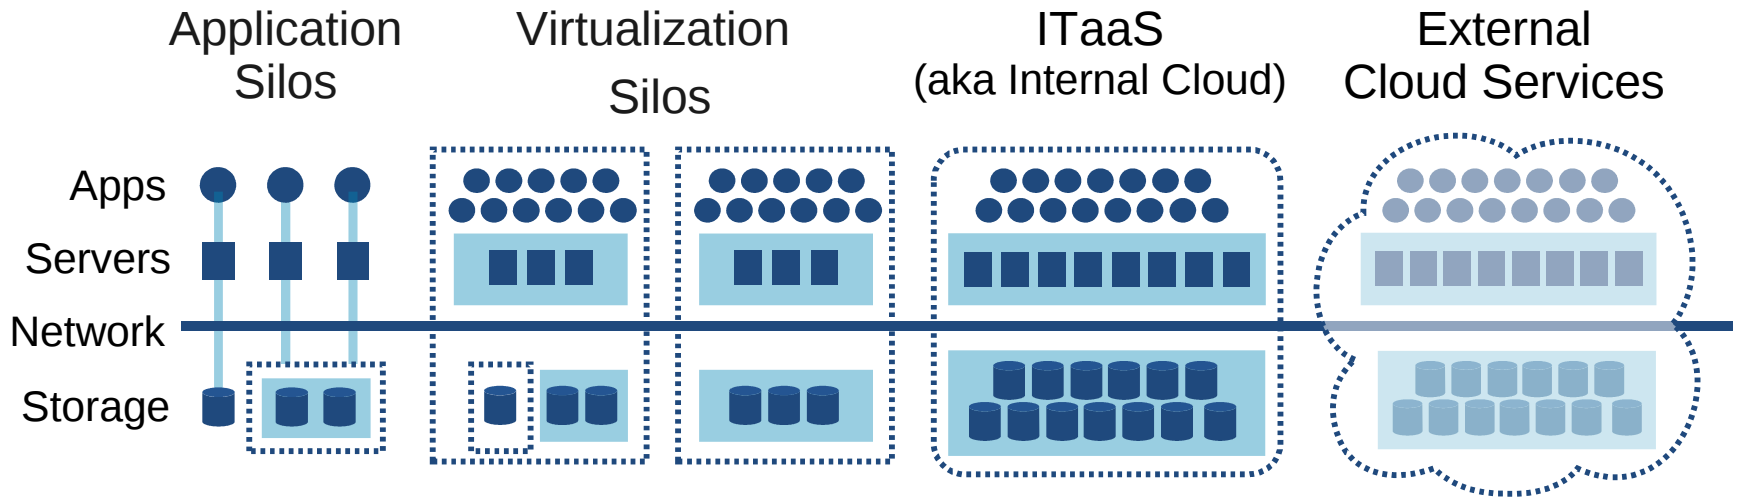 Application
Silos
Virtualization
Silos
ITaaS
(aka Internal Cloud)
External
Cloud Services
Apps
Servers
Network
Storage